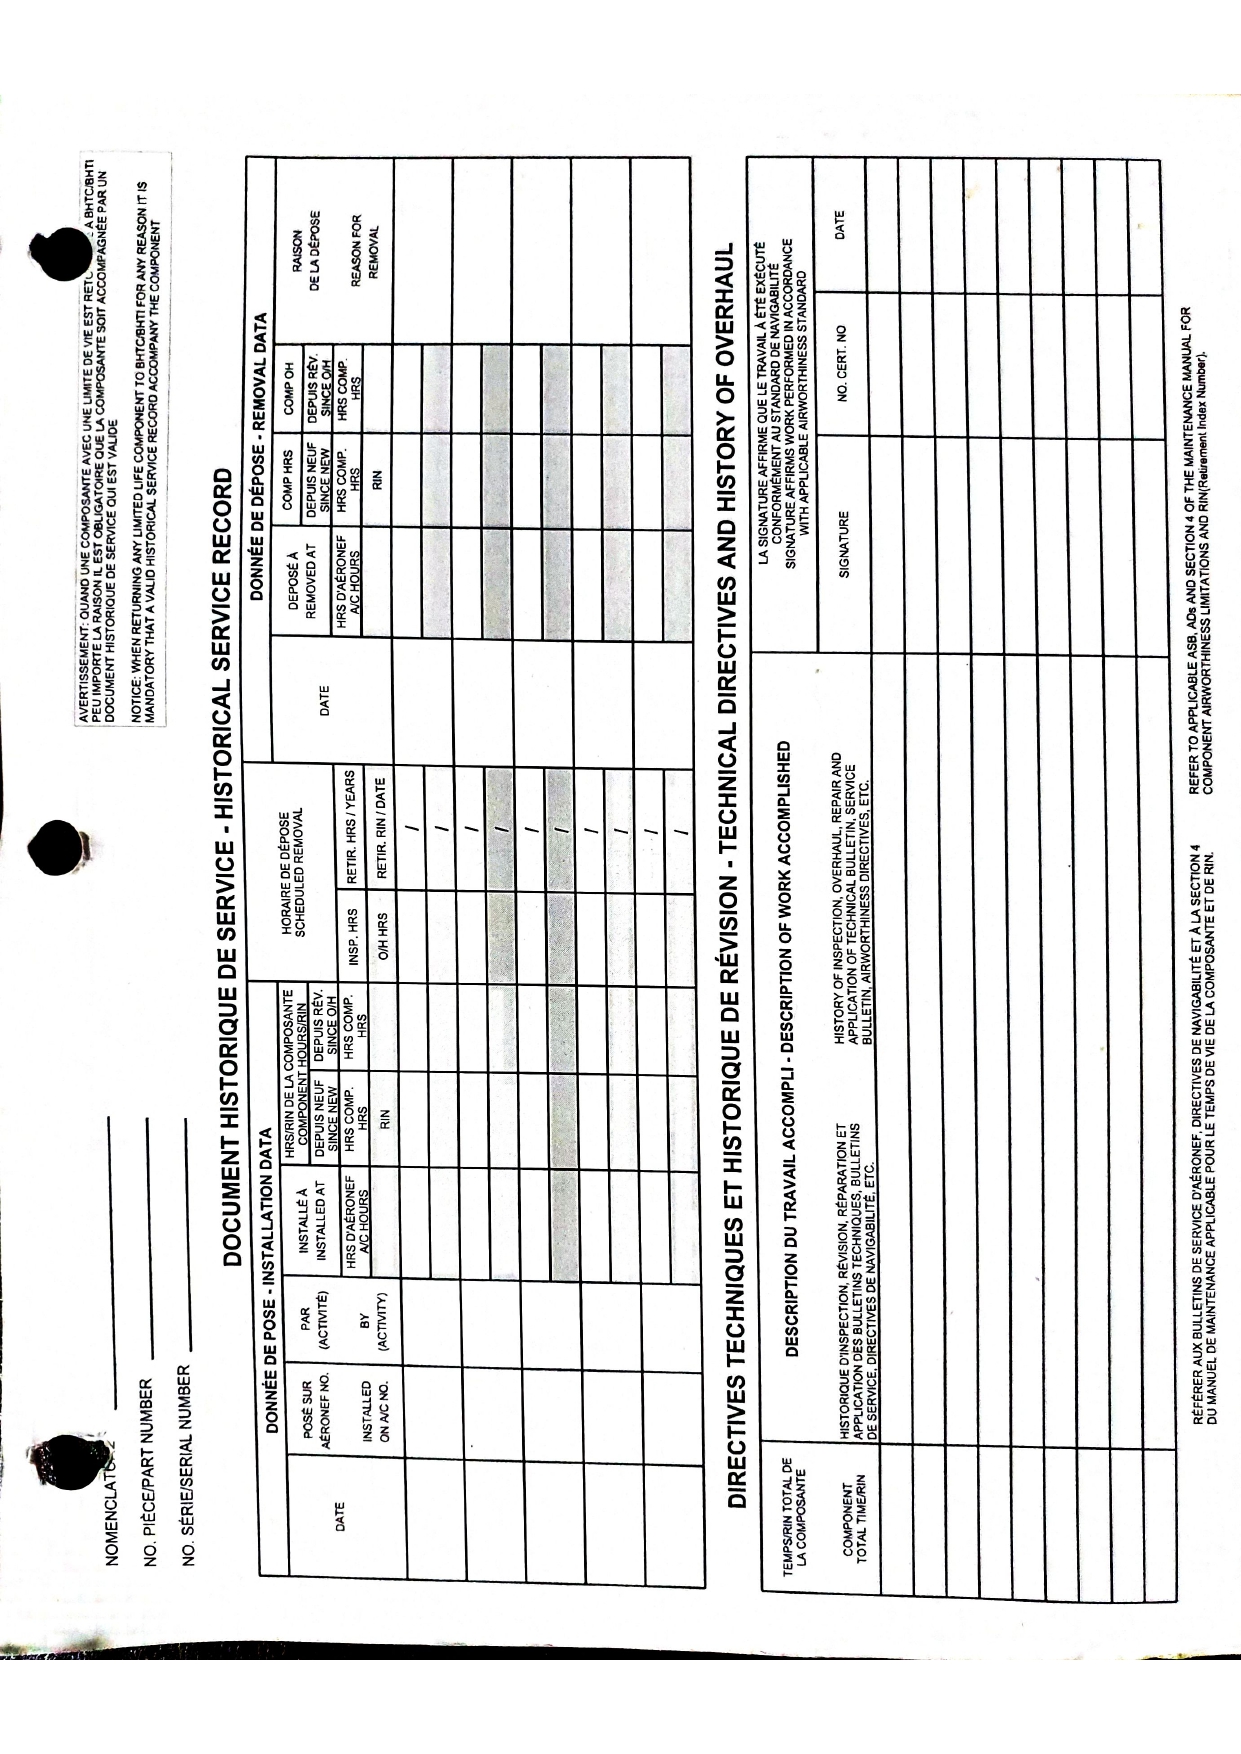 AVERTISSEMENT: QUAND UNE COMPOSANTE AVEC UNE LIMITE DE VIE EST À BHTC/BHTI
PEU IMPORTE LA RAISON IL EST OBLIGATOIRE QUE LA COMPOSANTE SOIT ACCOMPAGNÉE PAR UN
DOCUMENT HISTORIQUE DE SERVICE QUI EST VALIDE
NOTICE: WHEN RETURNING ANY LIMITED LIFE COMPONENT TO BHTC/BHTI FOR ANY REASON IT IS
MANDATORY THAT A VALID HISTORICAL SERVICE RECORD ACCOMPANY THE COMPONENT
NO. PIÈCE/PART NUMBER
NO. SÉRIE/SERIAL NUMBER
DOCUMENT HISTORIQUE DE SERVICE - HISTORICAL SERVICE RECORD
DONNÉE DE POSE - INSTALLATION DATA
DATE
POSÉ SUR
AÉRONEF NO.
INSTALLED
ON A/C NO.
PAR
(ACTIVITÉ)
BY
(ACTIVITY)
INSTALLÉ À
INSTALLED AT
HRS D'AÉRONEF
A/C HOURS
HRS/RIN DE LA COMPOSANTE
COMPONENT HOURS/RIN
DEPUIS NEUF
SINCE NEW
HRS COMP.
HRS
RIN
DEPUIS RÉV.
SINCE O/H
HRS COMP.
HRS
HORAIRE DE DÉPOSE
SCHEDULED REMOVAL
INSP. HRS
RETIR. HRS / YEARS
O/H HRS
RETIR. RIN / DATE
DONNÉE DE DÉPOSE - REMOVAL DATA
DATE
DEPOSÉ À
REMOVED AT
HRS D'AÉRONEF
A/C HOURS
COMP HRS
DEPUIS NEUF
SINCE NEW
HRS COMP.
HRS
RIN
COMP OH
DEPUIS RÉV.
SINCE O/H
HRS COMP.
HRS
RAISON
DE LA DÉPOSE
REASON FOR
REMOVAL
/
/
/
/
/
/
/
/
/
/
DIRECTIVES TECHNIQUES ET HISTORIQUE DE RÉVISION - TECHNICAL DIRECTIVES AND HISTORY OF OVERHAUL
TEMPS/RIN TOTAL DE
LA COMPOSANTE
COMPONENT
TOTAL TIME/RIN
DESCRIPTION DU TRAVAIL ACCOMPLI - DESCRIPTION OF WORK ACCOMPLISHED
HISTORIQUE D'INSPECTION, RÉVISION, RÉPARATION ET
APPLICATION DES BULLETINS TECHNIQUES, BULLETINS
DE SERVICE, DIRECTIVES DE NAVIGABILITÉ, ETC.
HISTORY OF INSPECTION, OVERHAUL, REPAIR AND
APPLICATION OF TECHNICAL BULLETIN, SERVICE
BULLETIN, AIRWORTHINESS DIRECTIVES, ETC.
LA SIGNATURE AFFIRME QUE LE TRAVAIL À ÉTÉ EXÉCUTÉ
CONFORMÉMENT AU STANDARD DE NAVIGABILITÉ
SIGNATURE AFFIRMS WORK PERFORMED IN ACCORDANCE
WITH APPLICABLE AIRWORTHINESS STANDARD
SIGNATURE
NO. CERT. NO
DATE
RÉFÉRER AUX BULLETINS DE SERVICE D'AÉRONEF, DIRECTIVES DE NAVIGABILITÉ ET À LA SECTION 4
DU MANUEL DE MAINTENANCE APPLICABLE POUR LE TEMPS DE VIE DE LA COMPOSANTE ET DE RIN.
REFER TO APPLICABLE ASB, ADs AND SECTION 4 OF THE MAINTENANCE MANUAL FOR
COMPONENT AIRWORTHINESS LIMITATIONS AND RIN(Retirement Index Number).